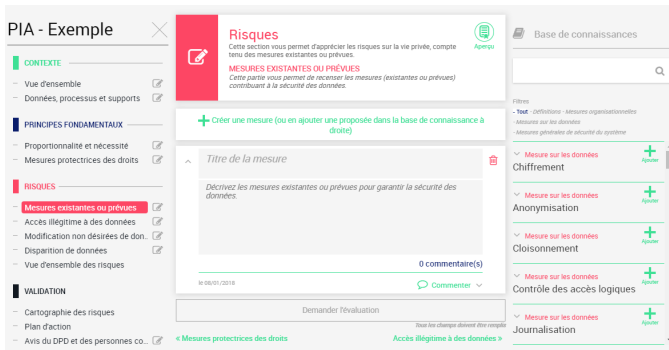 PIA - Exemple
CONTEXTE
Vue d'ensemble
Données, processus et supports
PRINCIPES FONDAMENTAUX
Proportionnalité et nécessité
Mesures protectrices des droits
RISQUES
Mesures existantes ou prévues
Accès illégitime à des données
Modification non désirées de don...
Disparition de données
Vue d'ensemble des risques
VALIDATION
Cartographie des risques
Plan d'action
Avis du DPD et des personnes co...
Risques
Cette section vous permet d'apprécier les risques sur la vie privée, compte
tenu des mesures existantes ou prévues.
MESURES EXISTANTES OU PRÉVUES
Cette partie vous permet de recenser les mesures (existantes ou prévues)
contribuant à la sécurité des données.
Aperçu
Créer une mesure (ou en ajouter une proposée dans la base de connaissance à
droite)
Titre de la mesure
Décrivez les mesures existantes ou prévues pour garantir la sécurité des
données.
0 commentaire(s)
le 08/01/2018
Commenter
Demander l'évaluation
Tous les champs doivent être remplis
« Mesures protectrices des droits
Accès illégitime à des données »
Base de connaissances
Filtres
- Tout - Définitions - Mesures organisationnelles
- Mesures sur les données
- Mesures générales de sécurité du système
Mesure sur les données
Ajouter
Chiffrement
Mesure sur les données
Ajouter
Anonymisation
Mesure sur les données
Ajouter
Cloisonnement
Mesure sur les données
Ajouter
Contrôle des accès logiques
Mesure sur les données
Ajouter
Journalisation